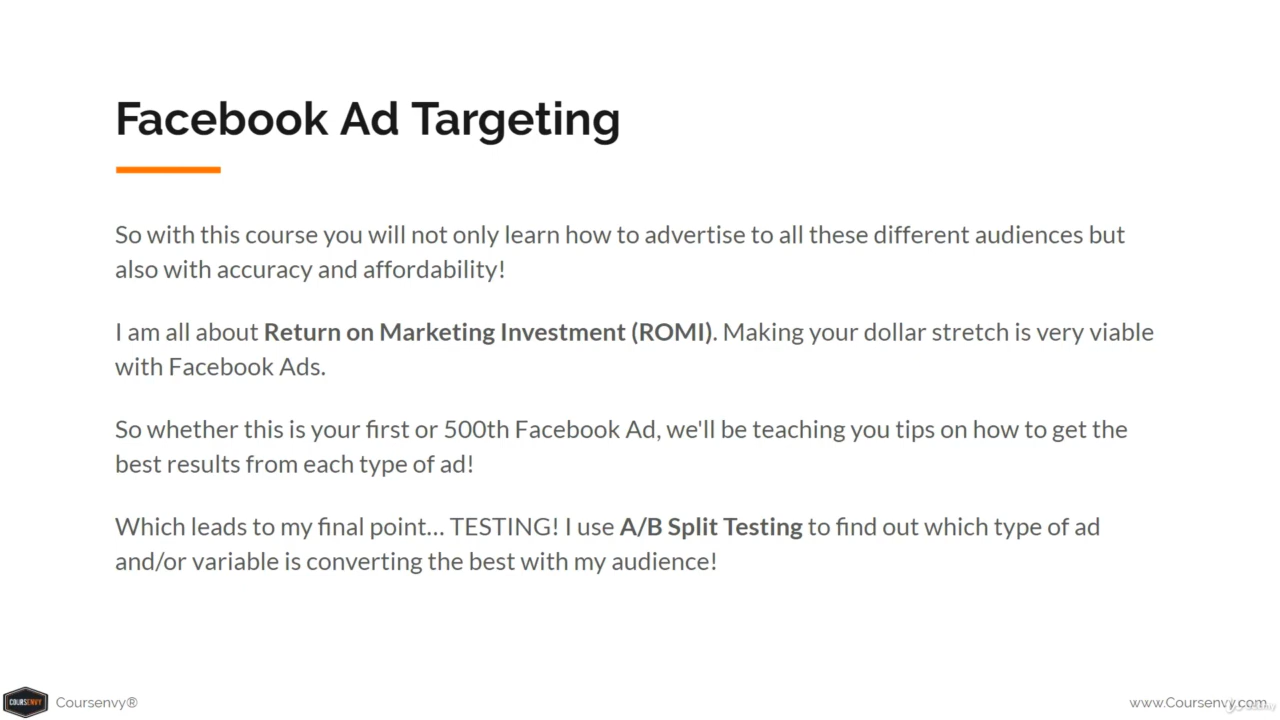 Facebook Ad Targeting
So with this course you will not only learn how to advertise to all these different audiences but
also with accuracy and affordability!
I am all about Return on Marketing Investment (ROMI). Making your dollar stretch is very viable
with Facebook Ads.
So whether this is your first or 500th Facebook Ad, we'll be teaching you tips on how to get the
best results from each type of ad!
Which leads to my final point... TESTING! I use A/B Split Testing to find out which type of ad
and/or variable is converting the best with my audience!
COURSENVY
Coursenvy®
www.Coursenvy.com